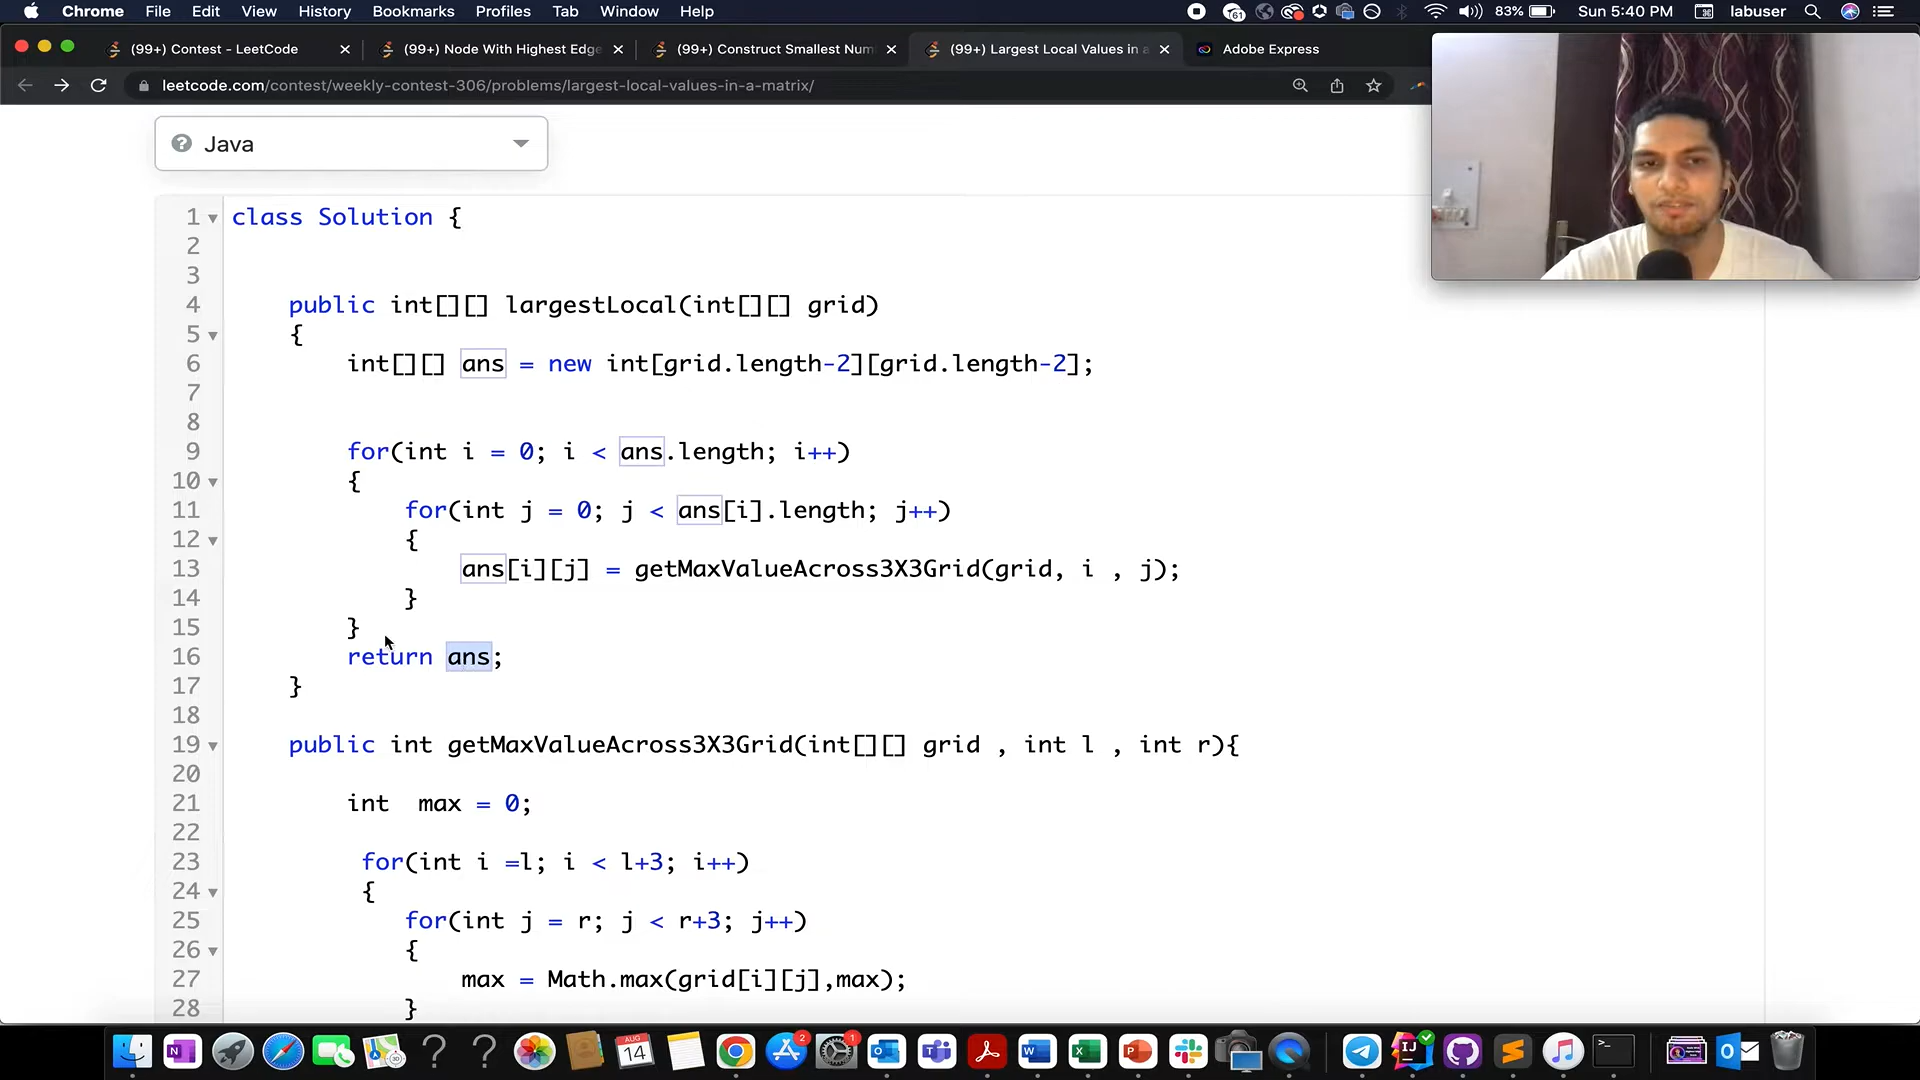 Chrome File Edit View History Bookmarks Profiles Tab Window Help
61 83% Sun 5:40 PM labuser
(99+) Contest - LeetCode
(99+) Node With Highest Edge
(99+) Construct Smallest Num
(99+) Largest Local Values in a
Adobe Express
leetcode.com/contest/weekly-contest-306/problems/largest-local-values-in-a-matrix/
? Java
1 class Solution {
2
3
4 public int[][] largestLocal(int[][] grid)
5 {
6 int[][] ans = new int[grid.length-2][grid.length-2];
7
8
9 for(int i = 0; i < ans.length; i++)
10 {
11 for(int j = 0; j < ans[i].length; j++)
12 {
13 ans[i][j] = getMaxValueAcross3X3Grid(grid, i , j);
14 }
15 }
16 return ans;
17 }
18
19 public int getMaxValueAcross3X3Grid(int[][] grid , int l , int r){
20
21 int max = 0;
22
23 for(int i =l; i < l+3; i++)
24 {
25 for(int j = r; j < r+3; j++)
26 {
27 max = Math.max(grid[i][j],max);
28 }
AUG
14
2
1